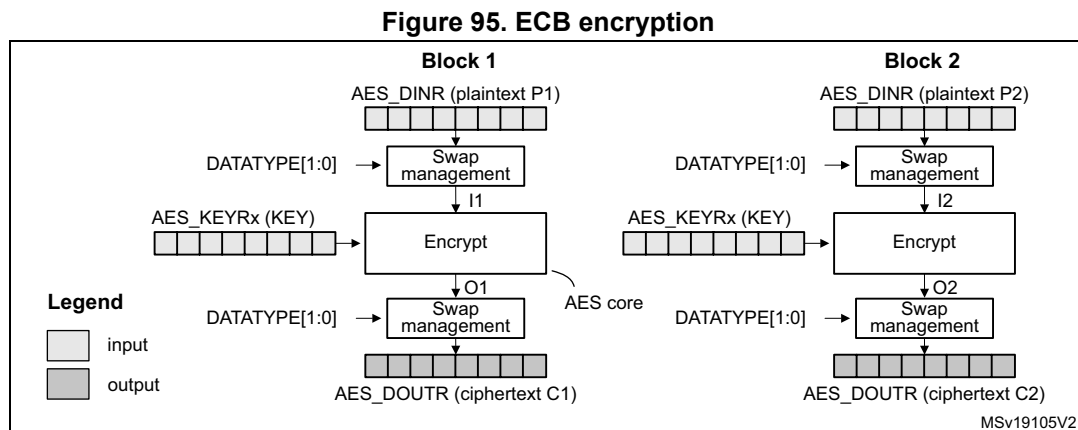 Figure 95. ECB encryption
Block 1
AES_DINR (plaintext P1)
DATATYPE[1:0]
Swap
management
I1
AES_KEYRx (KEY)
Encrypt
O1
AES core
DATATYPE[1:0]
Swap
management
AES_DOUTR (ciphertext C1)
Block 2
AES_DINR (plaintext P2)
DATATYPE[1:0]
Swap
management
I2
AES_KEYRx (KEY)
Encrypt
O2
DATATYPE[1:0]
Swap
management
AES_DOUTR (ciphertext C2)
Legend
input
output
MSv19105V2